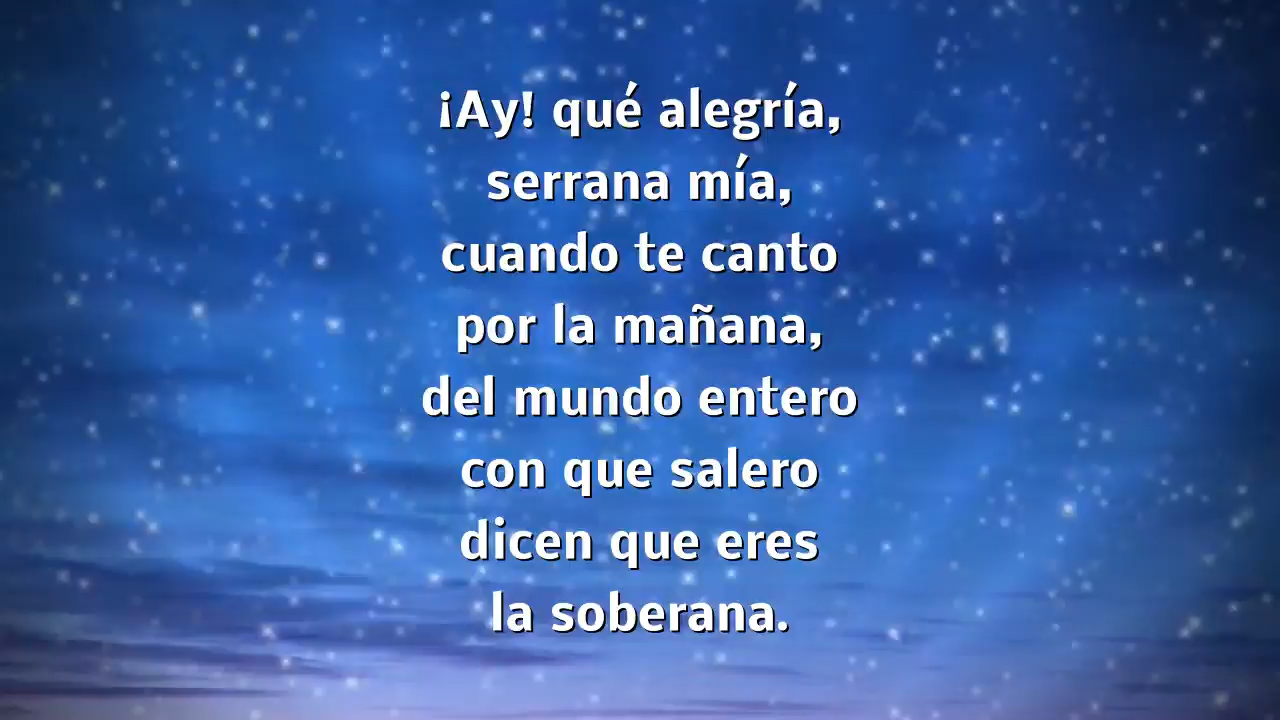 ¡Ay! qué alegría,
serrana mía,
cuando te canto
por la mañana,
del mundo entero
con que salero
dicen que eres
la soberana.